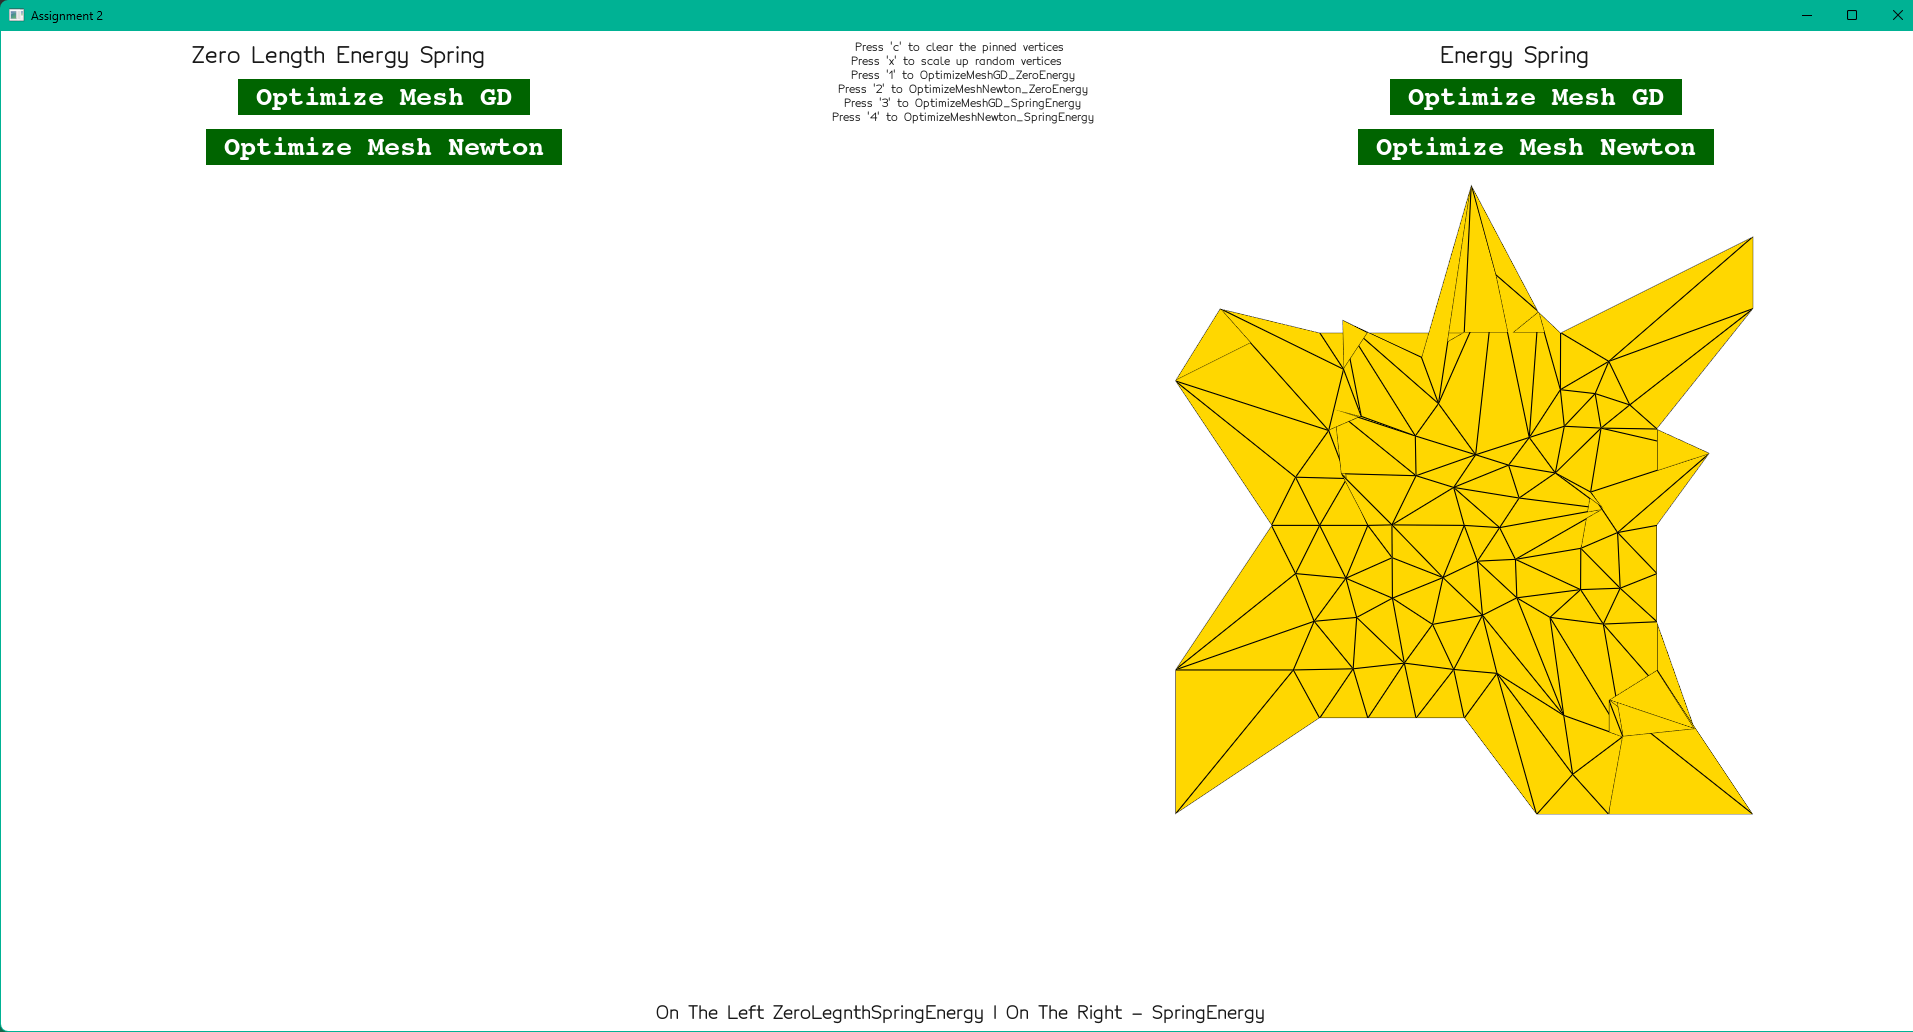 Assignment 2
Zero Length Energy Spring
Optimize Mesh GD
Optimize Mesh Newton
Press 'c' to clear the pinned vertices
Press 'x' to scale up random vertices
Press '1' to OptimizeMeshGD_ZeroEnergy
Press '2' to OptimizeMeshNewton_ZeroEnergy
Press '3' to OptimizeMeshGD_SpringEnergy
Press '4' to OptimizeMeshNewton_SpringEnergy
Energy Spring
Optimize Mesh GD
Optimize Mesh Newton
On The Left ZeroLegnthSpringEnergy | On The Right - SpringEnergy